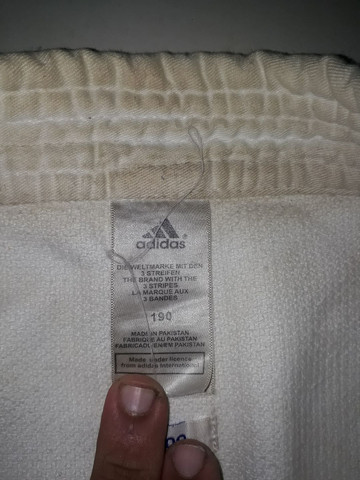 adidas
DIE WELTMARKE MIT DEN
3 STREIFEN
THE BRAND WITH THE
3 STRIPES
LA MARQUE AUX
3 BANDES
190
MADE IN PAKISTAN
FABRIQUE AU PAKISTAN
FABRICADO EN/EM PAKISTAN
Made under licence
from adidas International